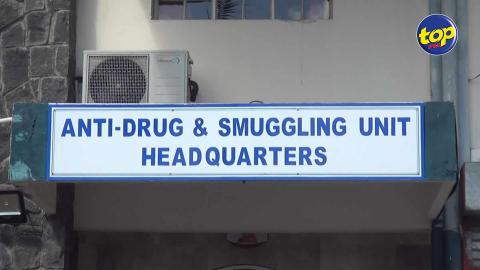 top
ANTI-DRUG & SMUGGLING UNIT
HEADQUARTERS